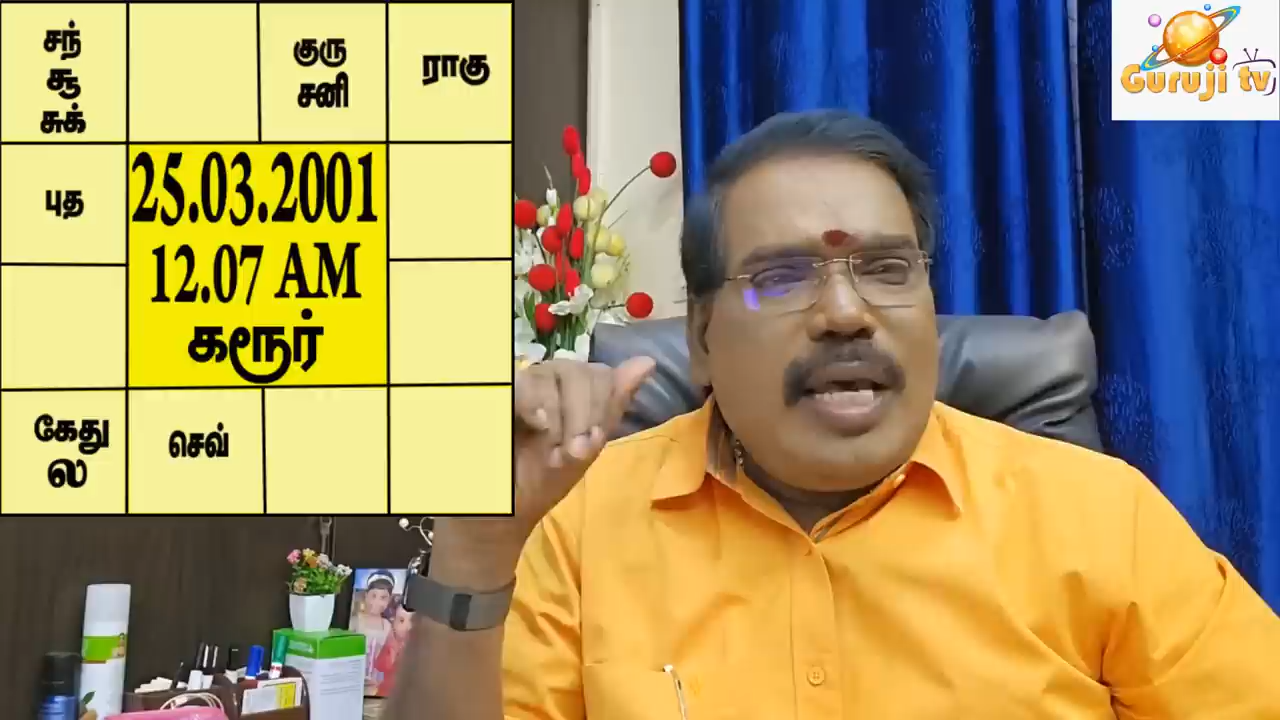 சந்
சூ
சுக்
குரு
சனி
ராகு
புத
25.03.2001
12.07 AM
கரூர்
கேது
ல
செவ்
Guruji tv